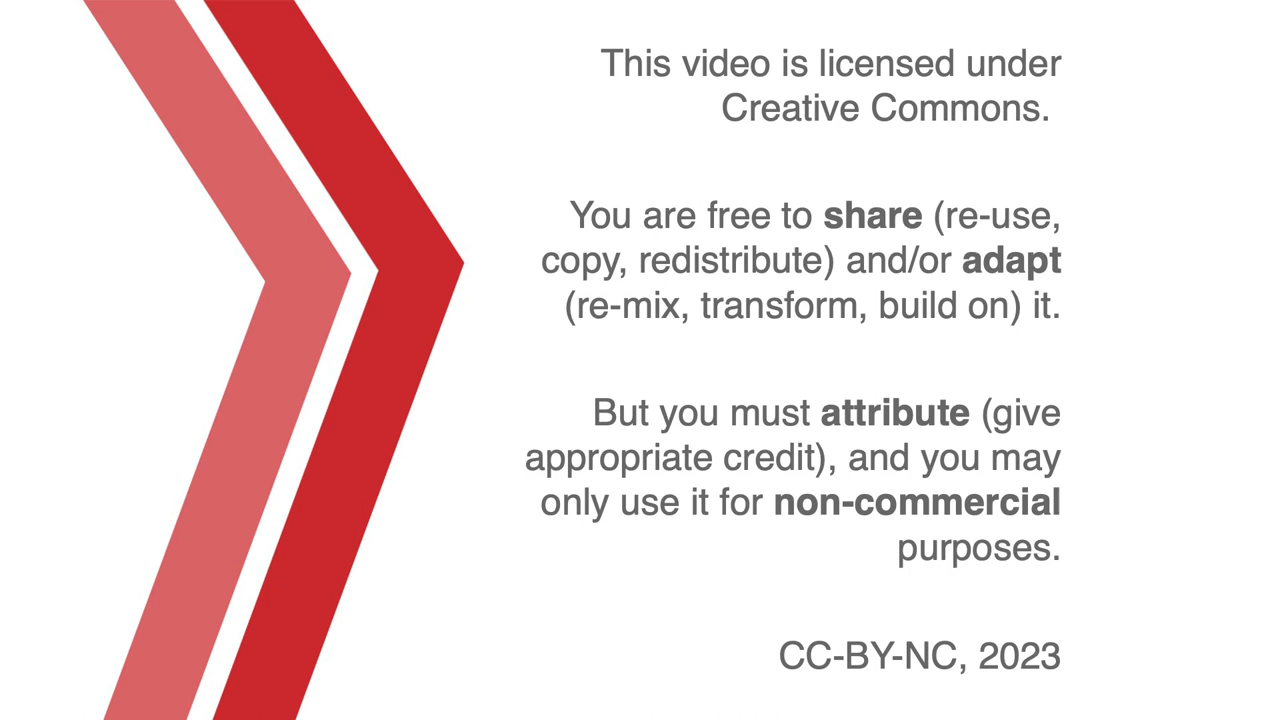 This video is licensed under
Creative Commons.
You are free to share (re-use,
copy, redistribute) and/or adapt
(re-mix, transform, build on) it.
But you must attribute (give
appropriate credit), and you may
only use it for non-commercial
purposes.
CC-BY-NC, 2023